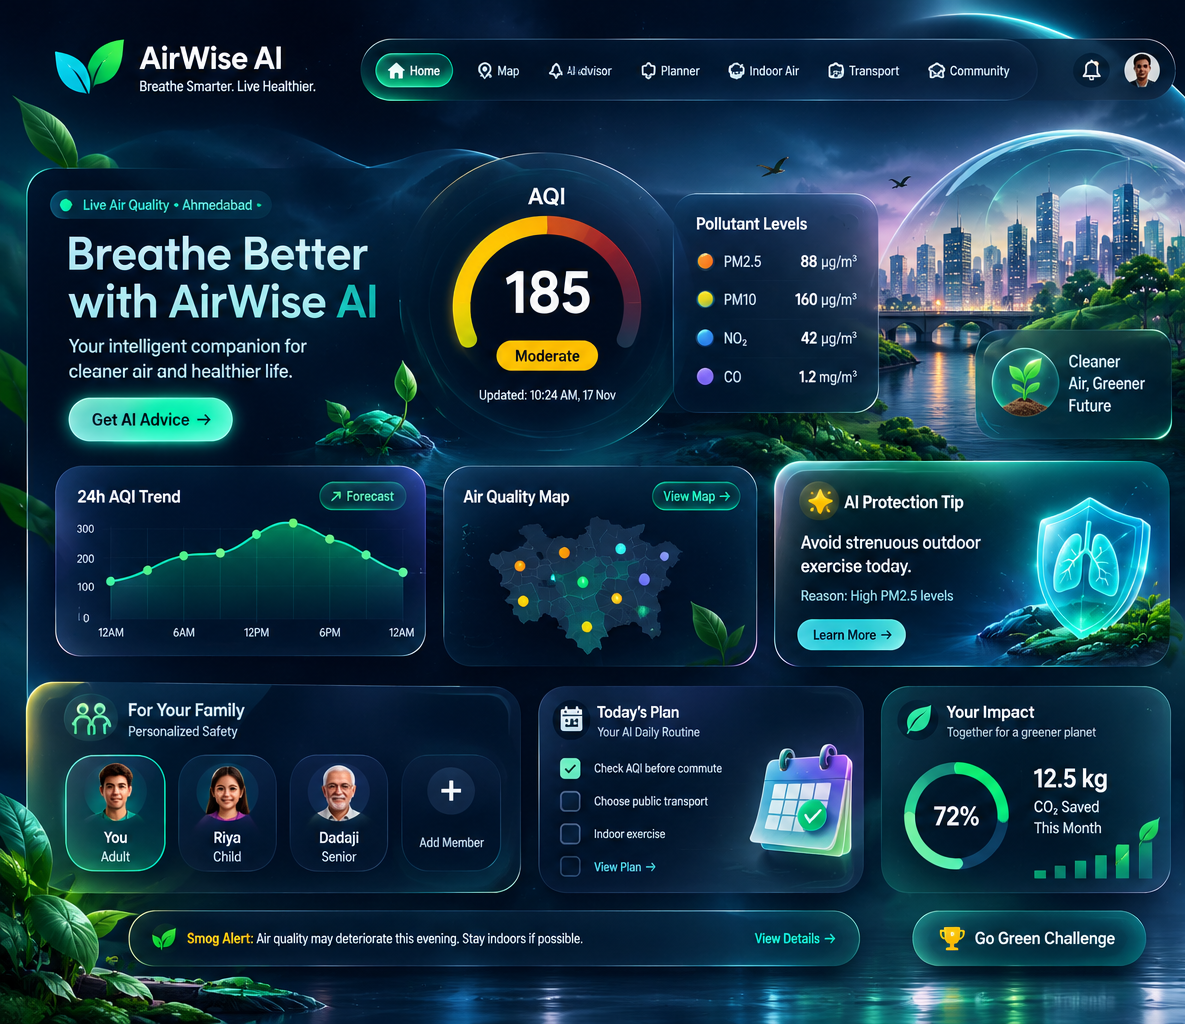 AirWise AI
Breathe Smarter. Live Healthier.
Home
Map
AI Advisor
Planner
Indoor Air
Transport
Community
Live Air Quality • Ahmedabad •
Breathe Better
with AirWise AI
Your intelligent companion for
cleaner air and healthier life.
Get AI Advice →
AQI
185
Moderate
Updated: 10:24 AM, 17 Nov
Pollutant Levels
PM2.5 88 µg/m³
PM10 160 µg/m³
NO₂ 42 µg/m³
CO 1.2 mg/m³
Cleaner
Air, Greener
Future
24h AQI Trend
Forecast
300
200
100
0
12AM 6AM 12PM 6PM 12AM
Air Quality Map
View Map →
AI Protection Tip
Avoid strenuous outdoor
exercise today.
Reason: High PM2.5 levels
Learn More →
For Your Family
Personalized Safety
You
Adult
Riya
Child
Dadaji
Senior
+
Add Member
Today's Plan
Your AI Daily Routine
Check AQI before commute
Choose public transport
Indoor exercise
View Plan →
Your Impact
Together for a greener planet
72%
12.5 kg
CO₂ Saved
This Month
Smog Alert: Air quality may deteriorate this evening. Stay indoors if possible.
View Details →
Go Green Challenge